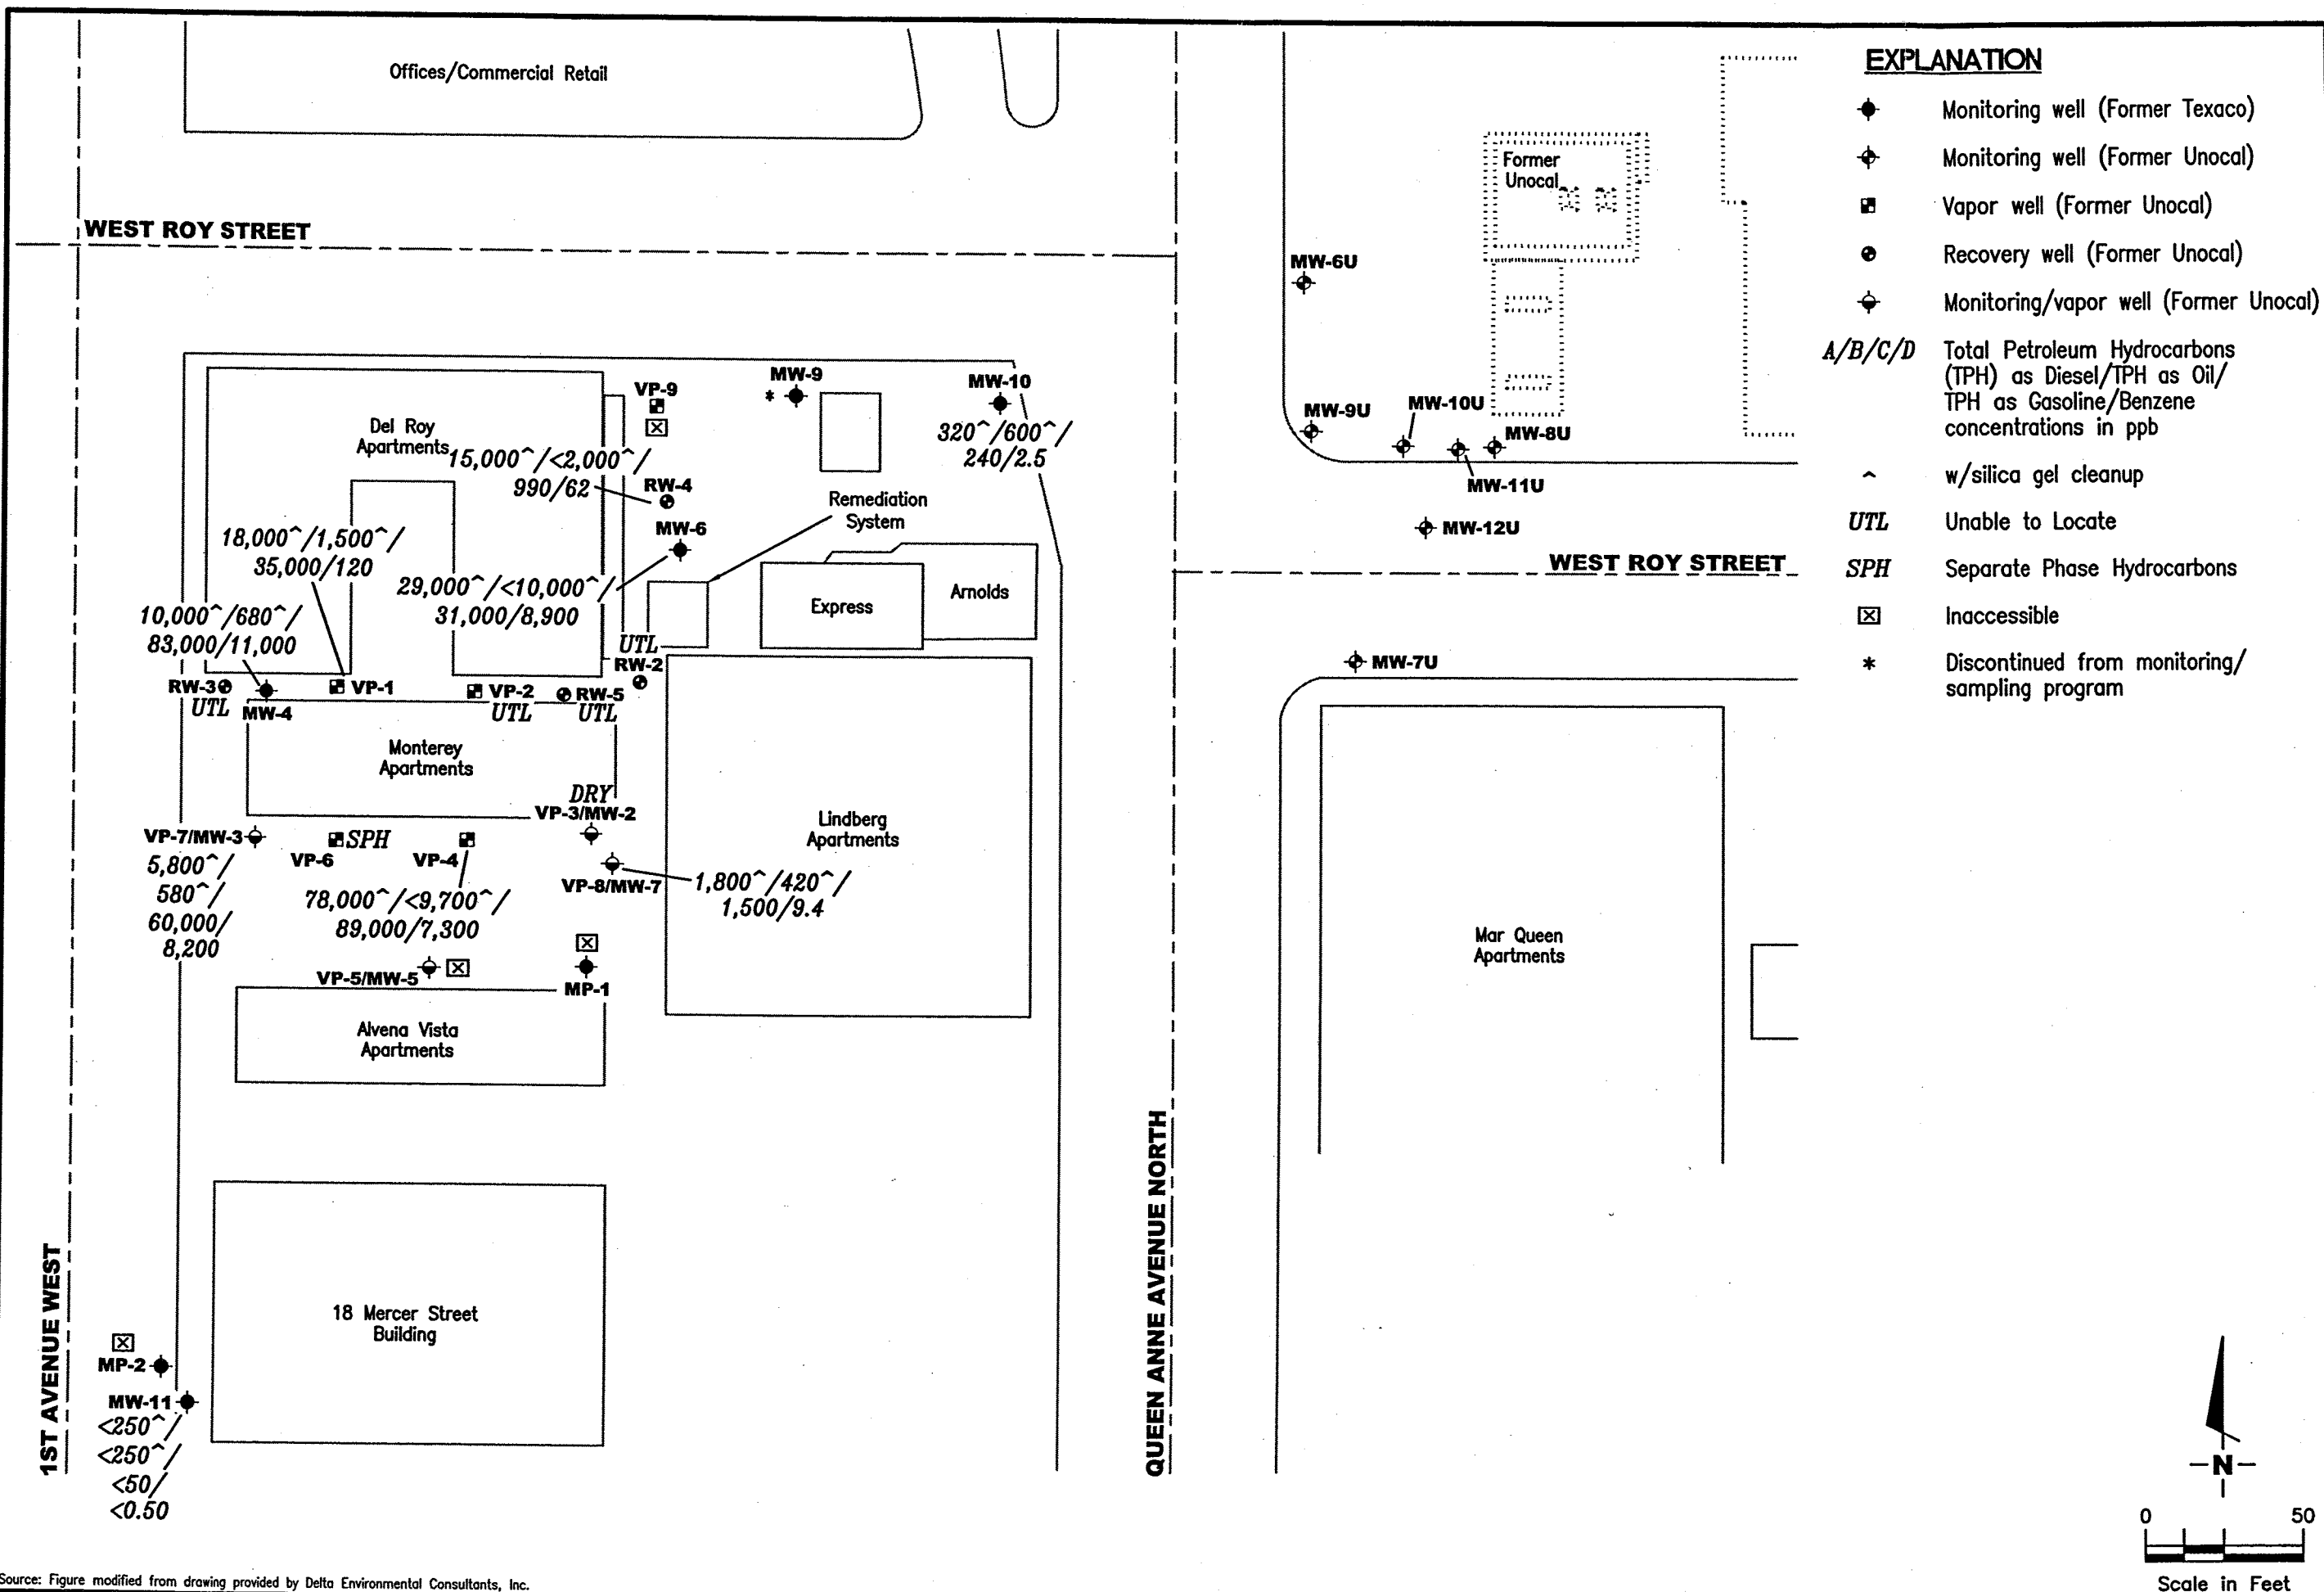 Offices/Commercial Retail
WEST ROY STREET
Former
Unocal
MW-6U
MW-9U
MW-10U
MW-8U
MW-11U
MW-12U
WEST ROY STREET
MW-7U
VP-9
MW-9
*
MW-10
320^/600^/
240/2.5
Del Roy
Apartments
15,000^/<2,000^/
990/62
RW-4
MW-6
Remediation
System
18,000^/1,500^/
35,000/120
29,000^/<10,000^/
31,000/8,900
Express
Arnolds
10,000^/680^/
83,000/11,000
UTL
RW-2
RW-3
UTL
MW-4
VP-1
VP-2
UTL
RW-5
UTL
Monterey
Apartments
DRY
VP-3/MW-2
Lindberg
Apartments
VP-7/MW-3
5,800^/
580^/
60,000/
8,200
SPH
VP-6
VP-4
78,000^/<9,700^/
89,000/7,300
VP-8/MW-7
1,800^/420^/
1,500/9.4
VP-5/MW-5
MP-1
Alvena Vista
Apartments
Mar Queen
Apartments
18 Mercer Street
Building
1ST AVENUE WEST
QUEEN ANNE AVENUE NORTH
MP-2
MW-11
<250^/
<250^/
<50/
<0.50
EXPLANATION
Monitoring well (Former Texaco)
Monitoring well (Former Unocal)
Vapor well (Former Unocal)
Recovery well (Former Unocal)
Monitoring/vapor well (Former Unocal)
A/B/C/D Total Petroleum Hydrocarbons
(TPH) as Diesel/TPH as Oil/
TPH as Gasoline/Benzene
concentrations in ppb
^ w/silica gel cleanup
UTL Unable to Locate
SPH Separate Phase Hydrocarbons
Inaccessible
* Discontinued from monitoring/
sampling program
N
0 50
Scale in Feet
Source: Figure modified from drawing provided by Delta Environmental Consultants, Inc.